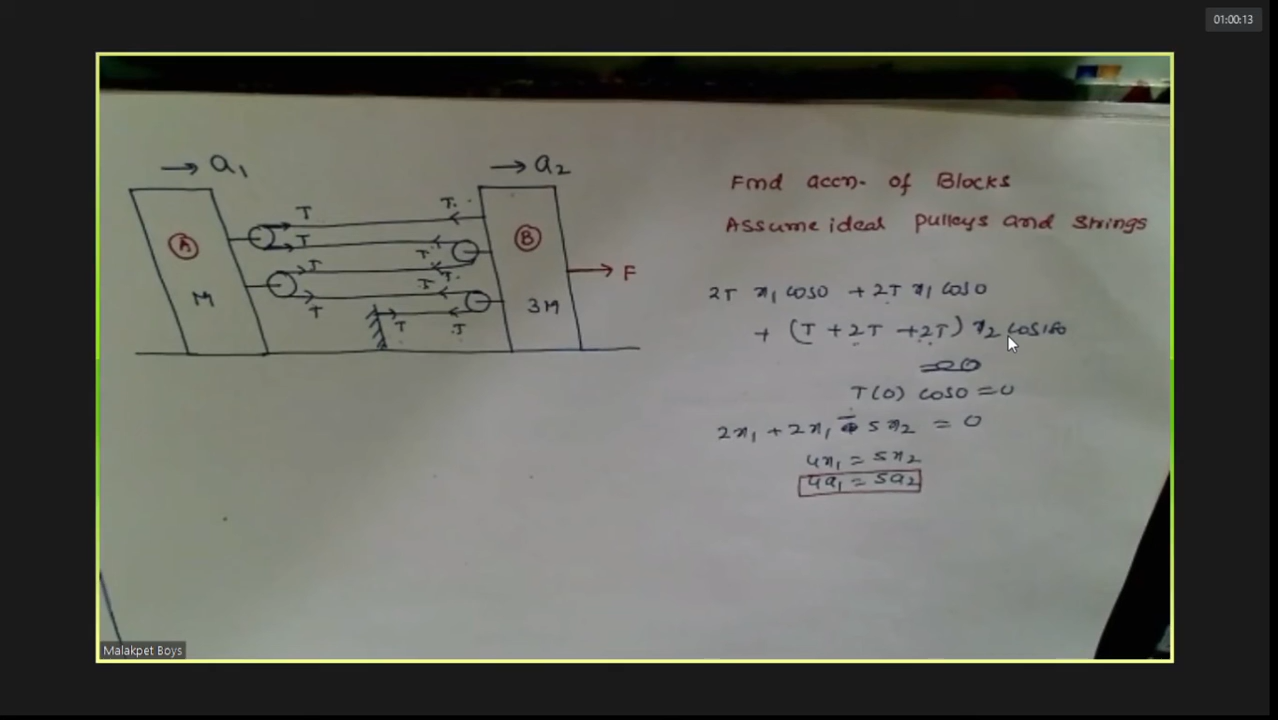 01:00:13
a1
a2
T
T
T
T
T.
T.
T.
T.
T
.T
A
M
B
3M
F
Find accn. of Blocks
Assume ideal pulleys and Strings
2T x1 cos0 + 2T x1 cos0
+ (T + 2T + 2T) x2 cos180
= 0
T(0) cos0 = 0
2x1 + 2x1 - 5x2 = 0
4x1 = 5x2
4a1 = 5a2
Malakpet Boys